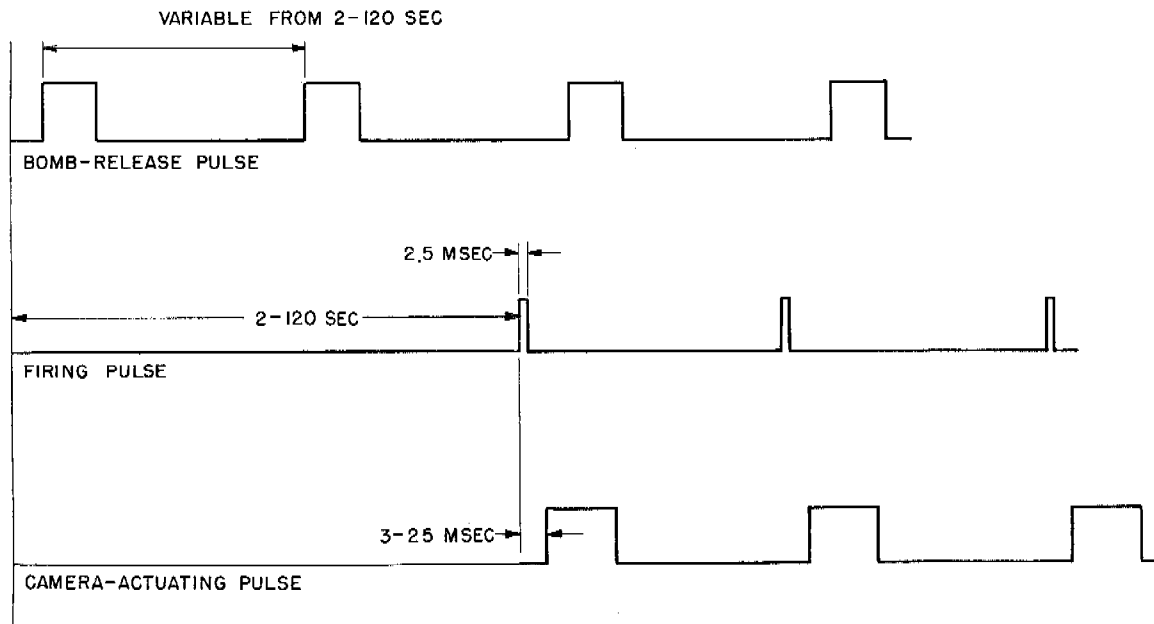 VARIABLE FROM 2-120 SEC
BOMB-RELEASE PULSE
2.5 MSEC
2-120 SEC
FIRING PULSE
3-25 MSEC
CAMERA-ACTUATING PULSE